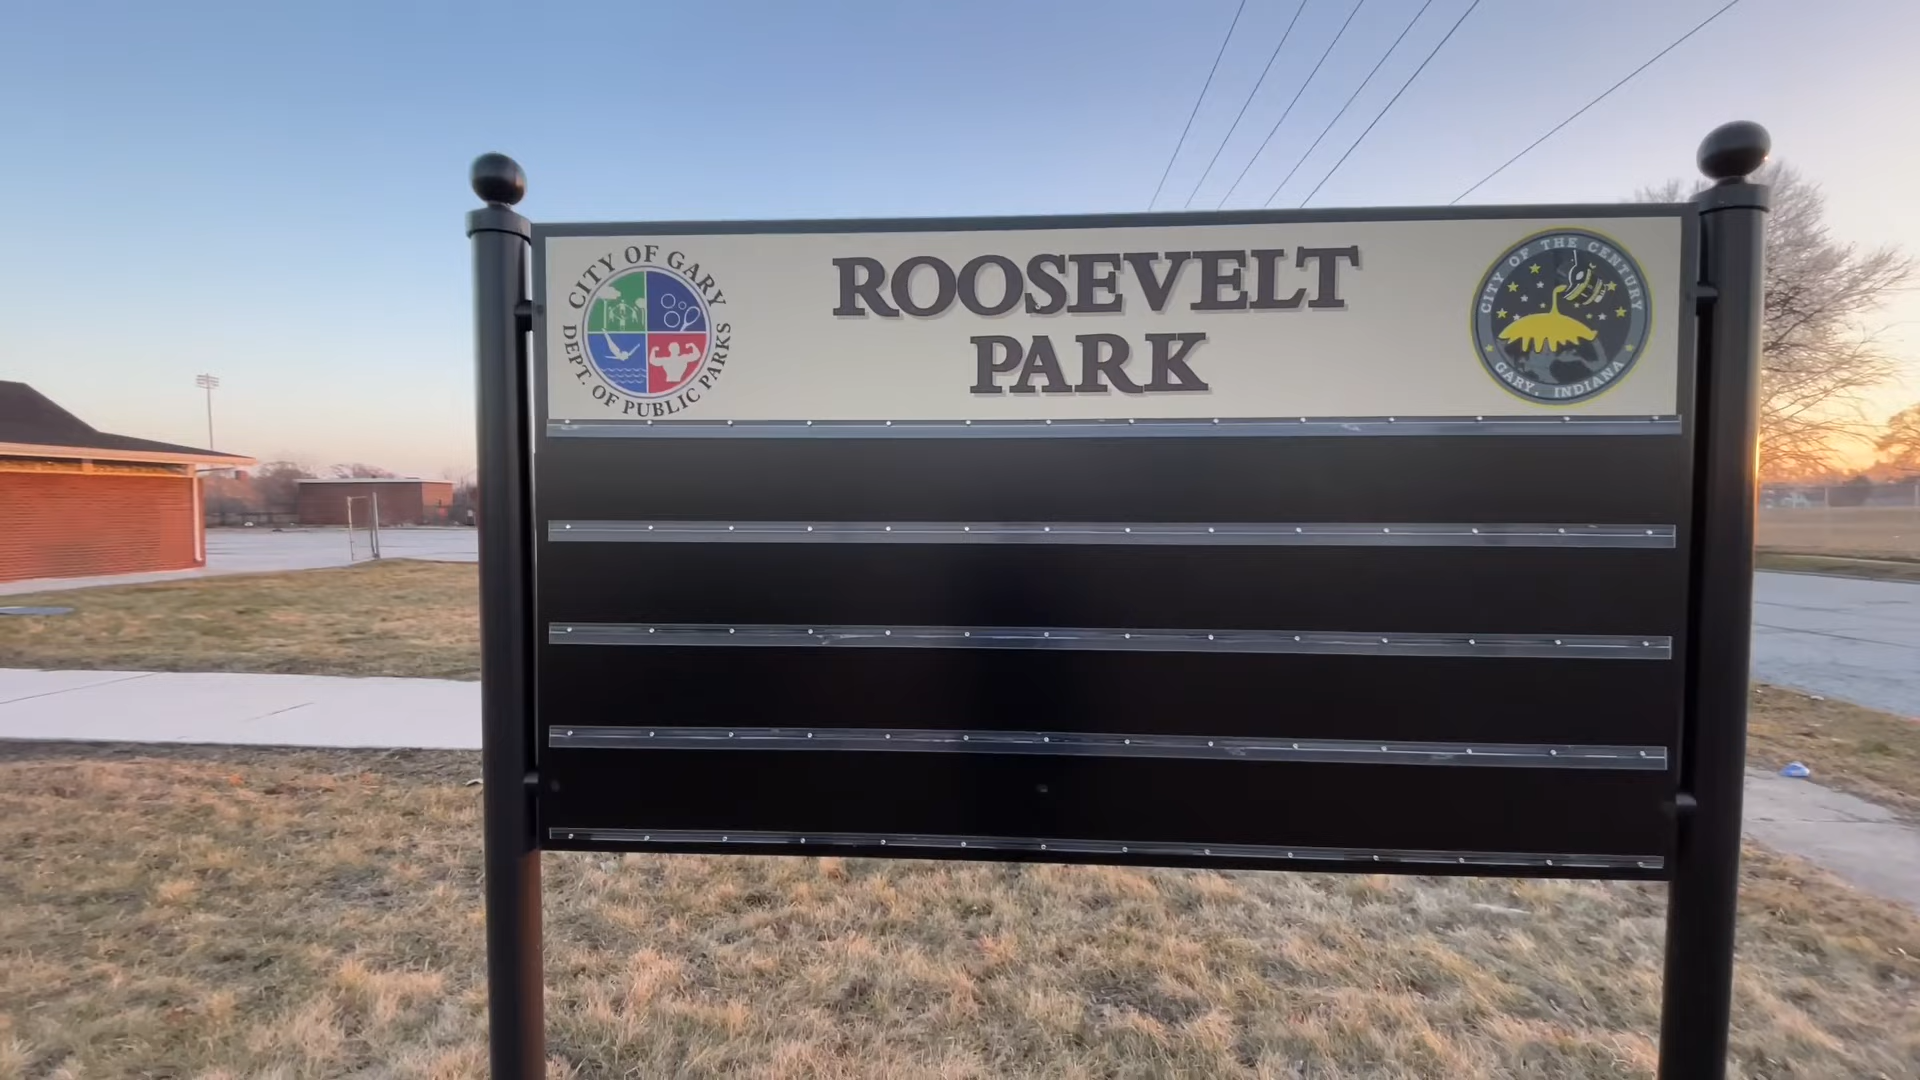 CITY OF GARY
DEPT. OF PUBLIC PARKS
ROOSEVELT
PARK
CITY OF THE CENTURY
GARY, INDIANA